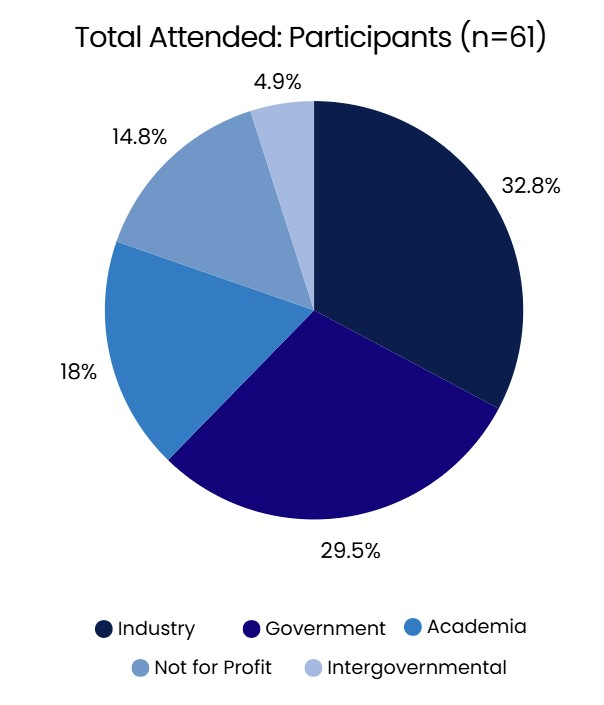 Total Attended: Participants (n=61)
4.9%
14.8%
32.8%
18%
29.5%
Industry Government Academia
Not for Profit Intergovernmental